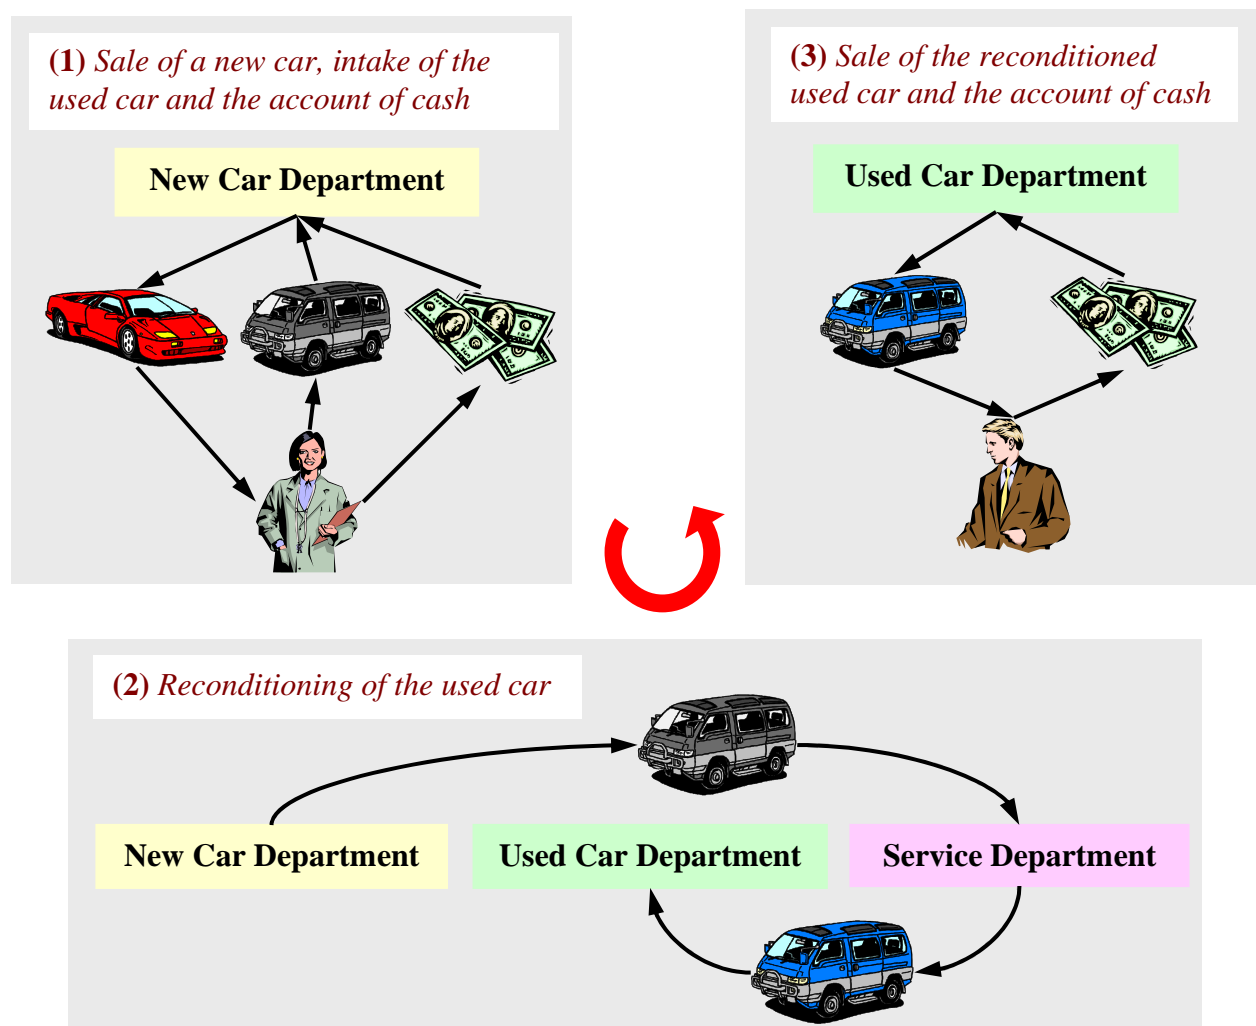 (1) Sale of a new car, intake of the
used car and the account of cash
New Car Department
(3) Sale of the reconditioned
used car and the account of cash
Used Car Department
(2) Reconditioning of the used car
New Car Department
Used Car Department
Service Department